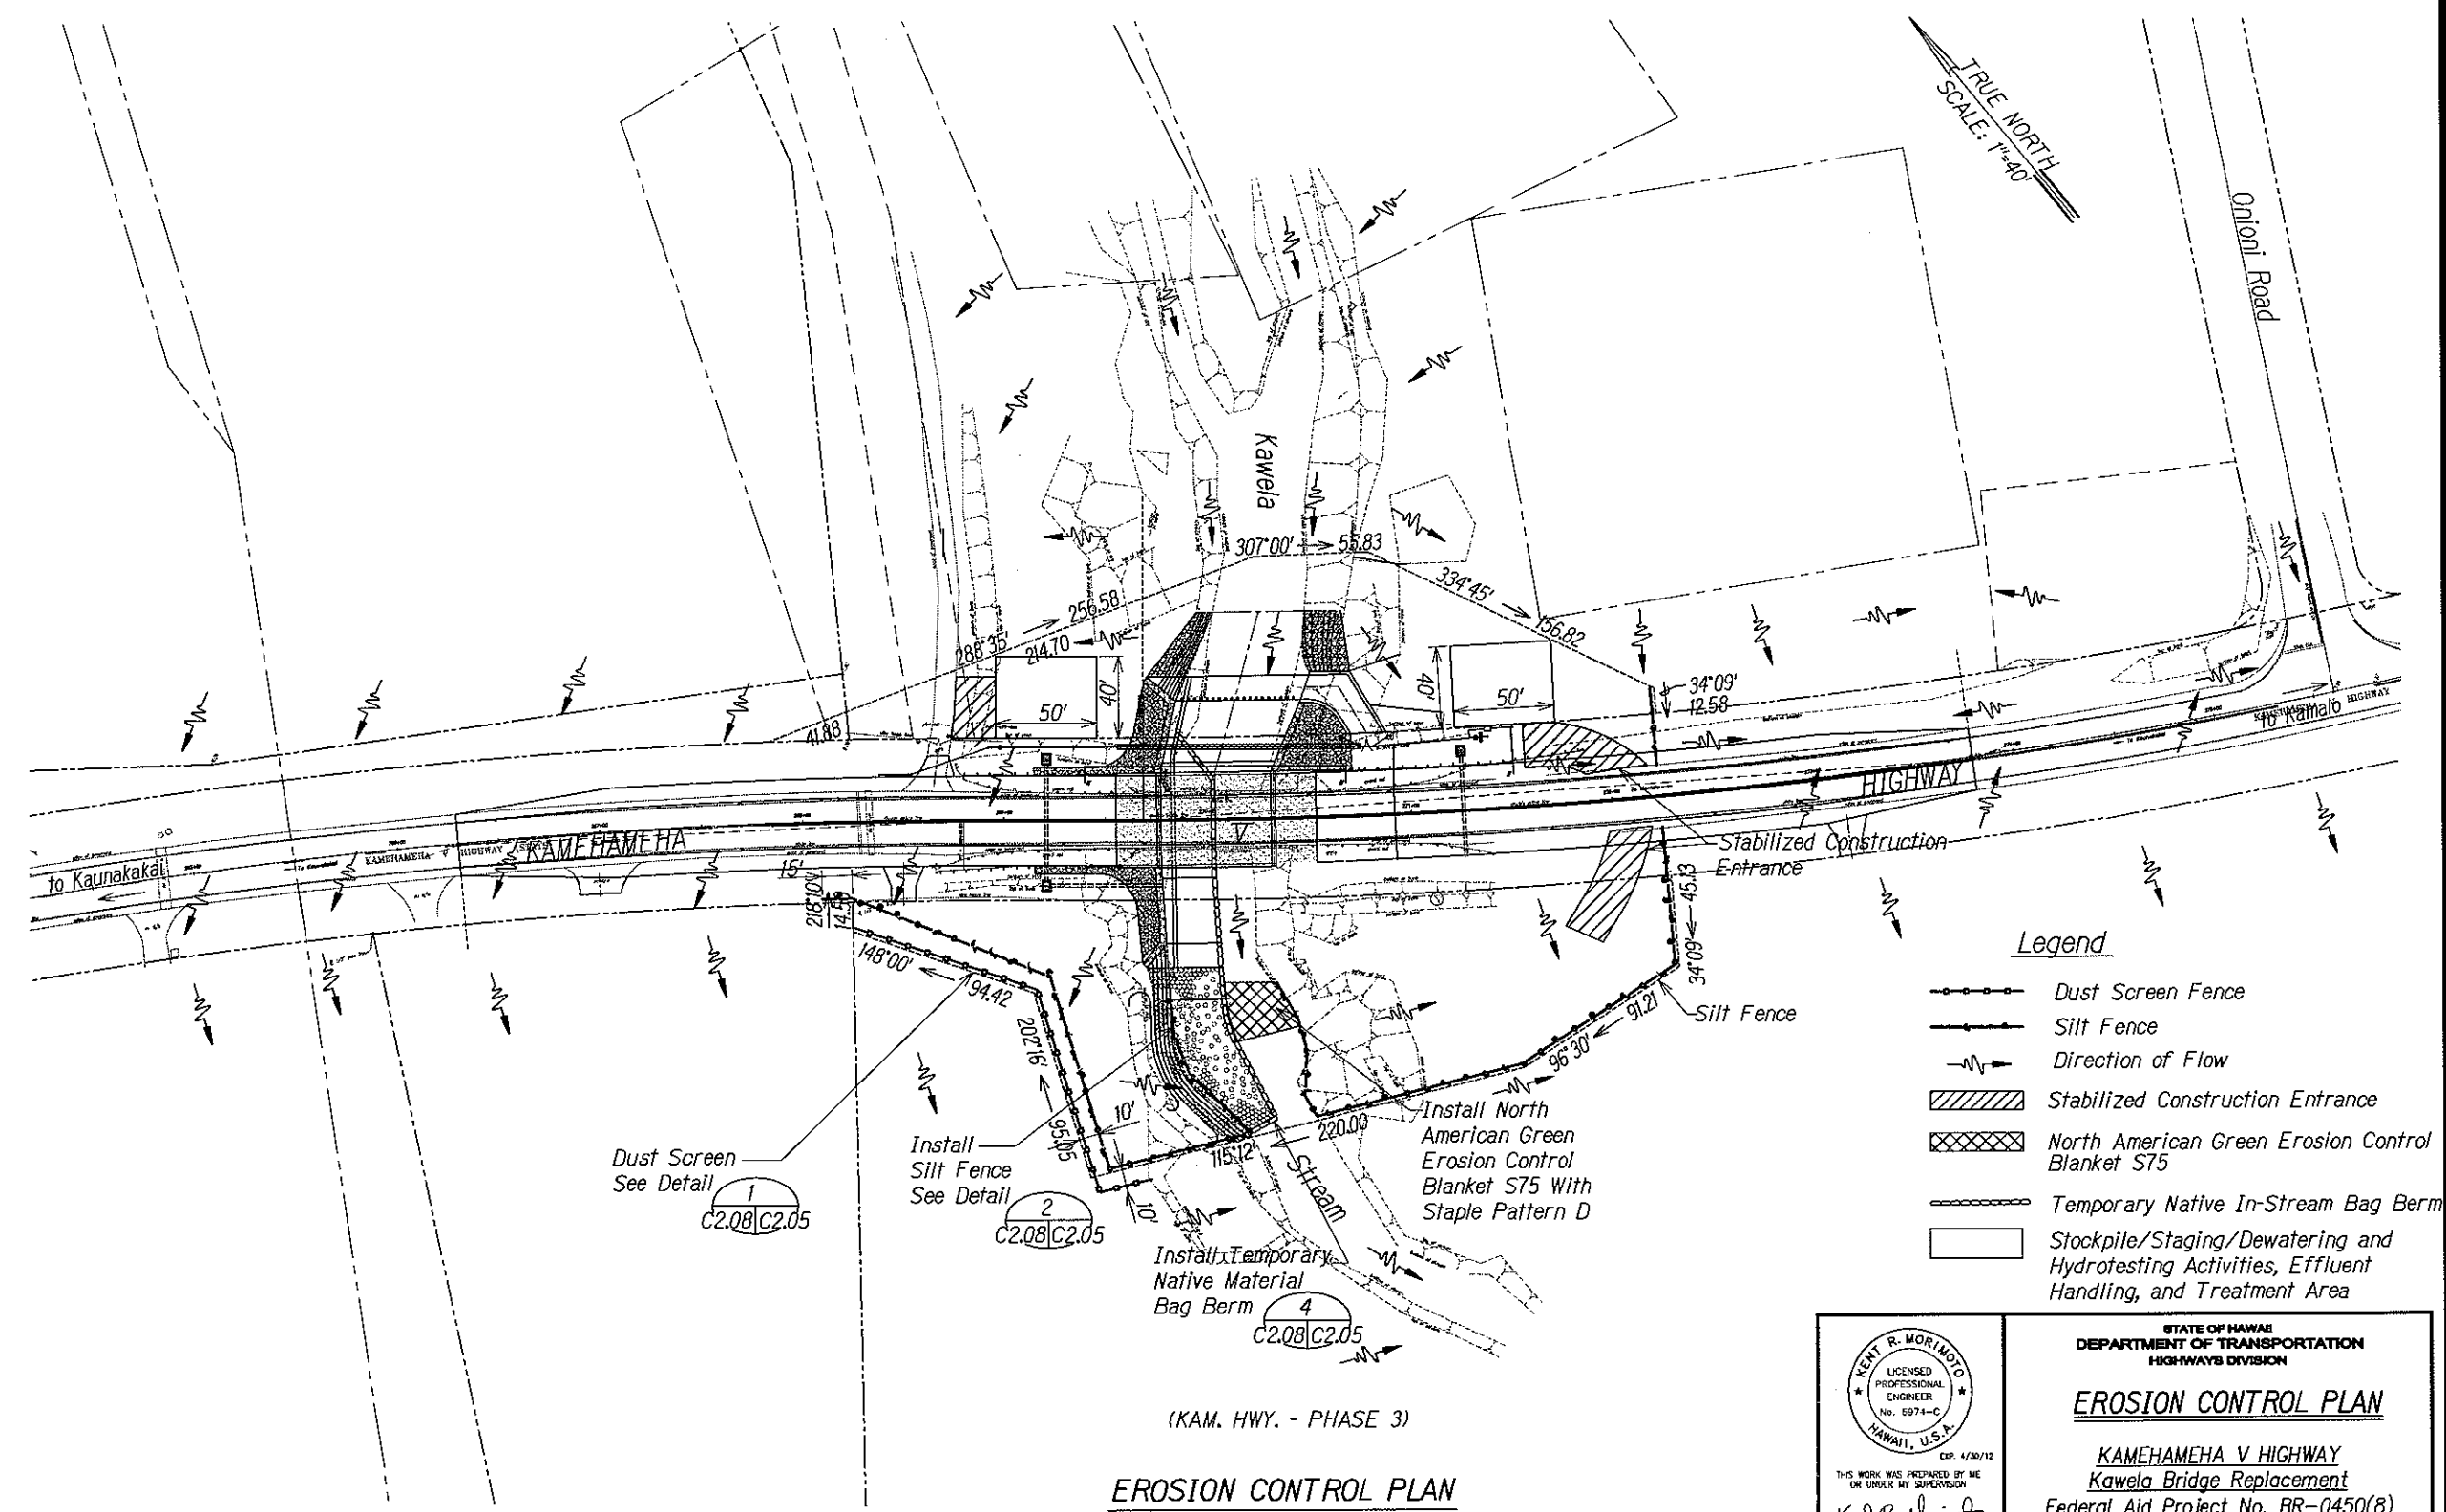 TRUE NORTH
SCALE: 1"=40'
Onioni Road
Kawela
307°00'
55.83
334°45'
156.82
256.58
288°35'
214.70
40'
50'
40'
50'
34°09'
12.58
41.88
to Kamalo
HIGHWAY
HIGHWAY
KAMEHAMEHA
V
KAMEHAMEHA
HIGHWAY
to Kaunakakai
15'
218°10'
14.59
Stabilized Construction
Entrance
45.13
34°09'
148°00'
94.42
202°16'
95.05
10'
10'
115°12'
220.00
96°30'
91.21
Silt Fence
Stream
Dust Screen
See Detail
1
C2.08 C2.05
Install
Silt Fence
See Detail
2
C2.08 C2.05
Install Temporary
Native Material
Bag Berm
4
C2.08 C2.05
Install North
American Green
Erosion Control
Blanket S75 With
Staple Pattern D
Legend
Dust Screen Fence
Silt Fence
Direction of Flow
Stabilized Construction Entrance
North American Green Erosion Control
Blanket S75
Temporary Native In-Stream Bag Berm
Stockpile/Staging/Dewatering and
Hydrotesting Activities, Effluent
Handling, and Treatment Area
(KAM. HWY. - PHASE 3)
EROSION CONTROL PLAN
KENT R. MORIMOTO
LICENSED
PROFESSIONAL
ENGINEER
No. 5974-C
HAWAII, U.S.A.
EXP. 4/30/12
THIS WORK WAS PREPARED BY ME
OR UNDER MY SUPERVISION
STATE OF HAWAII
DEPARTMENT OF TRANSPORTATION
HIGHWAYS DIVISION
EROSION CONTROL PLAN
KAMEHAMEHA V HIGHWAY
Kawela Bridge Replacement
Federal Aid Project No. BR-0450(8)